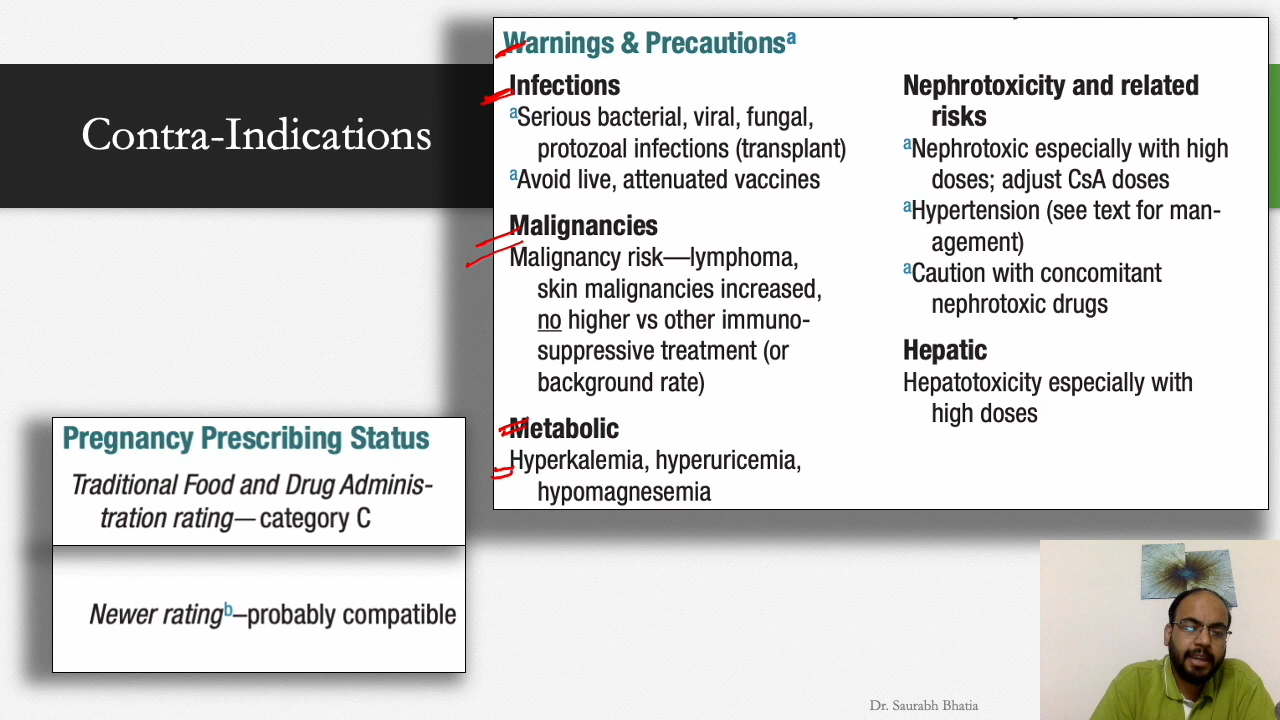 Contra-Indications
Warnings & Precautionsᵃ
Infections
ᵃSerious bacterial, viral, fungal,
protozoal infections (transplant)
ᵃAvoid live, attenuated vaccines
Malignancies
Malignancy risk—lymphoma,
skin malignancies increased,
no higher vs other immuno-
suppressive treatment (or
background rate)
Metabolic
Hyperkalemia, hyperuricemia,
hypomagnesemia
Nephrotoxicity and related
risks
ᵃNephrotoxic especially with high
doses; adjust CsA doses
ᵃHypertension (see text for man-
agement)
ᵃCaution with concomitant
nephrotoxic drugs
Hepatic
Hepatotoxicity especially with
high doses
Pregnancy Prescribing Status
Traditional Food and Drug Adminis-
tration rating—category C
Newer ratingᵇ–probably compatible
Dr. Saurabh Bhatia